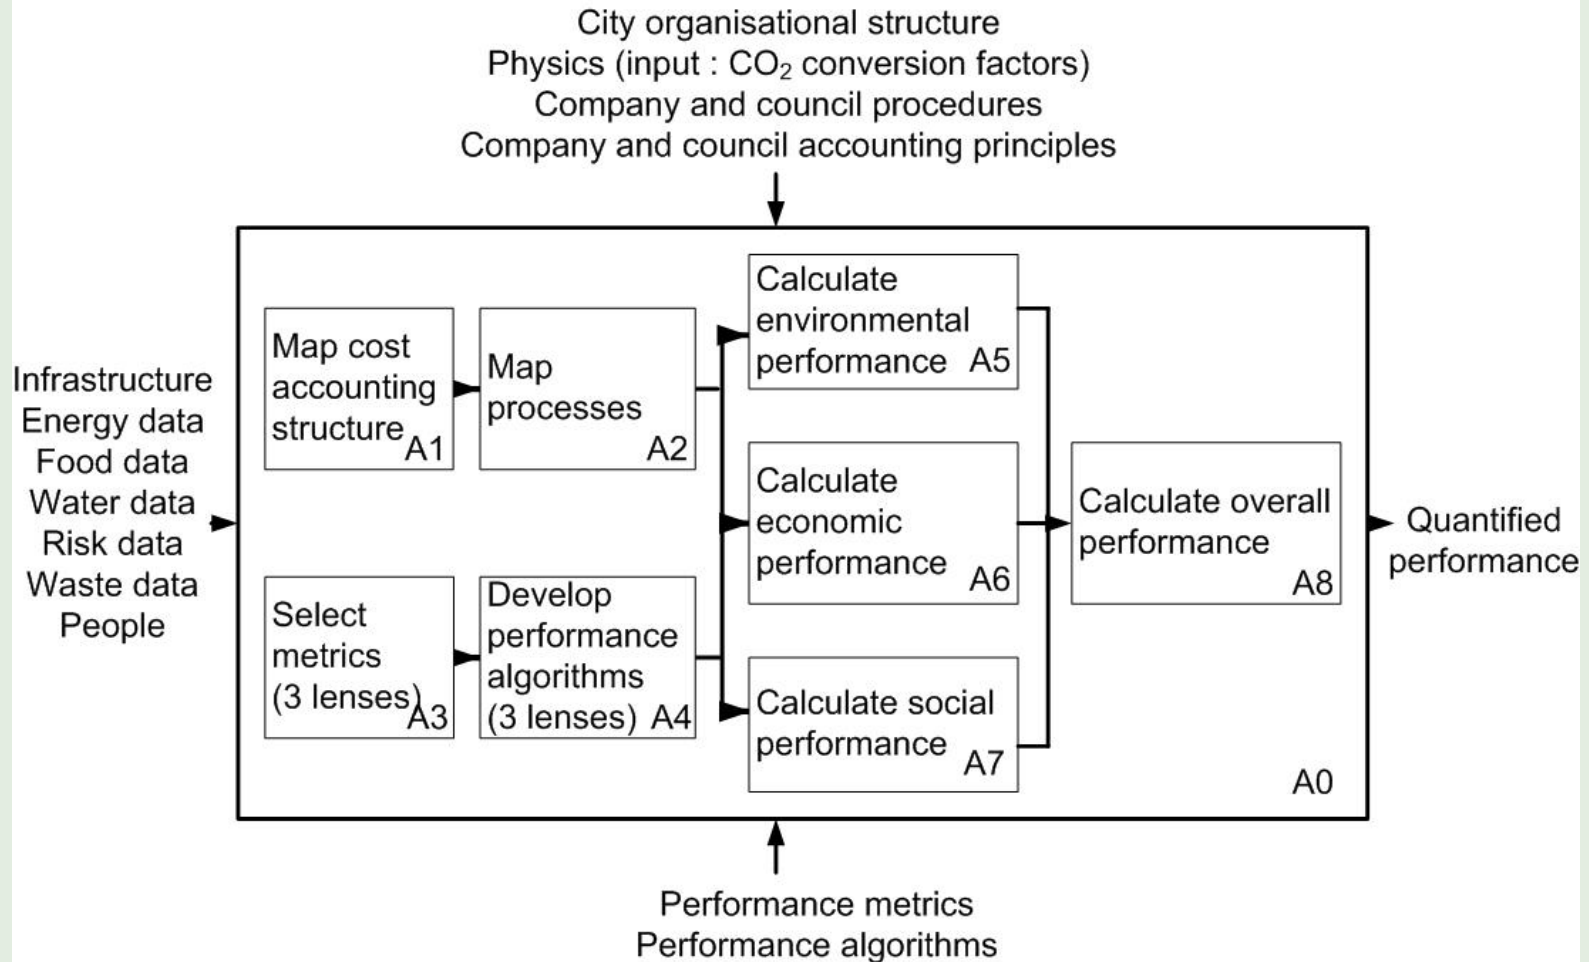 City organisational structure
Physics (input : CO₂ conversion factors)
Company and council procedures
Company and council accounting principles
Infrastructure
Energy data
Food data
Water data
Risk data
Waste data
People
Map cost
accounting
structure
A1
Map
processes
A2
Select
metrics
(3 lenses)
A3
Develop
performance
algorithms
(3 lenses) A4
Calculate
environmental
performance A5
Calculate
economic
performance
A6
Calculate social
performance
A7
Calculate overall
performance
A8
A0
Quantified
performance
Performance metrics
Performance algorithms